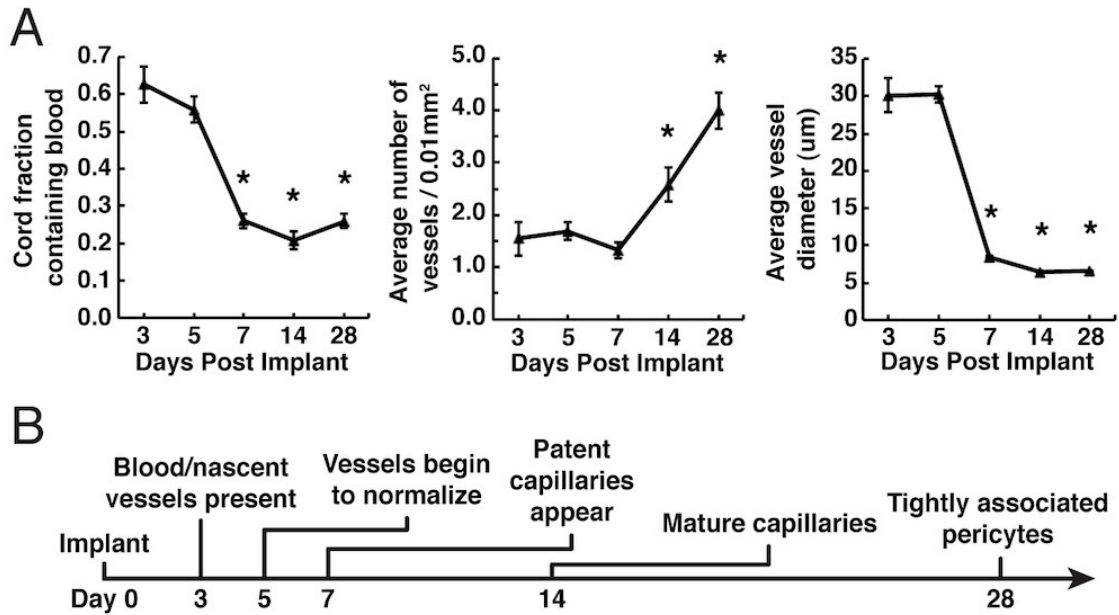 A
Cord fraction
containing blood
0.7
0.6
0.5
0.4
0.3
0.2
0.1
0.0
* * *
3 5 7 14 28
Days Post Implant
Average number of
vessels / 0.01mm²
5.0
4.0
3.0
2.0
1.0
0.0
* *
3 5 7 14 28
Days Post Implant
Average vessel
diameter (um)
35
30
25
20
15
10
5
0
* * *
3 5 7 14 28
Days Post Implant
B
Implant
Blood/nascent
vessels present
Vessels begin
to normalize
Patent
capillaries
appear
Mature capillaries
Tightly associated
pericytes
Day 0 3 5 7 14 28